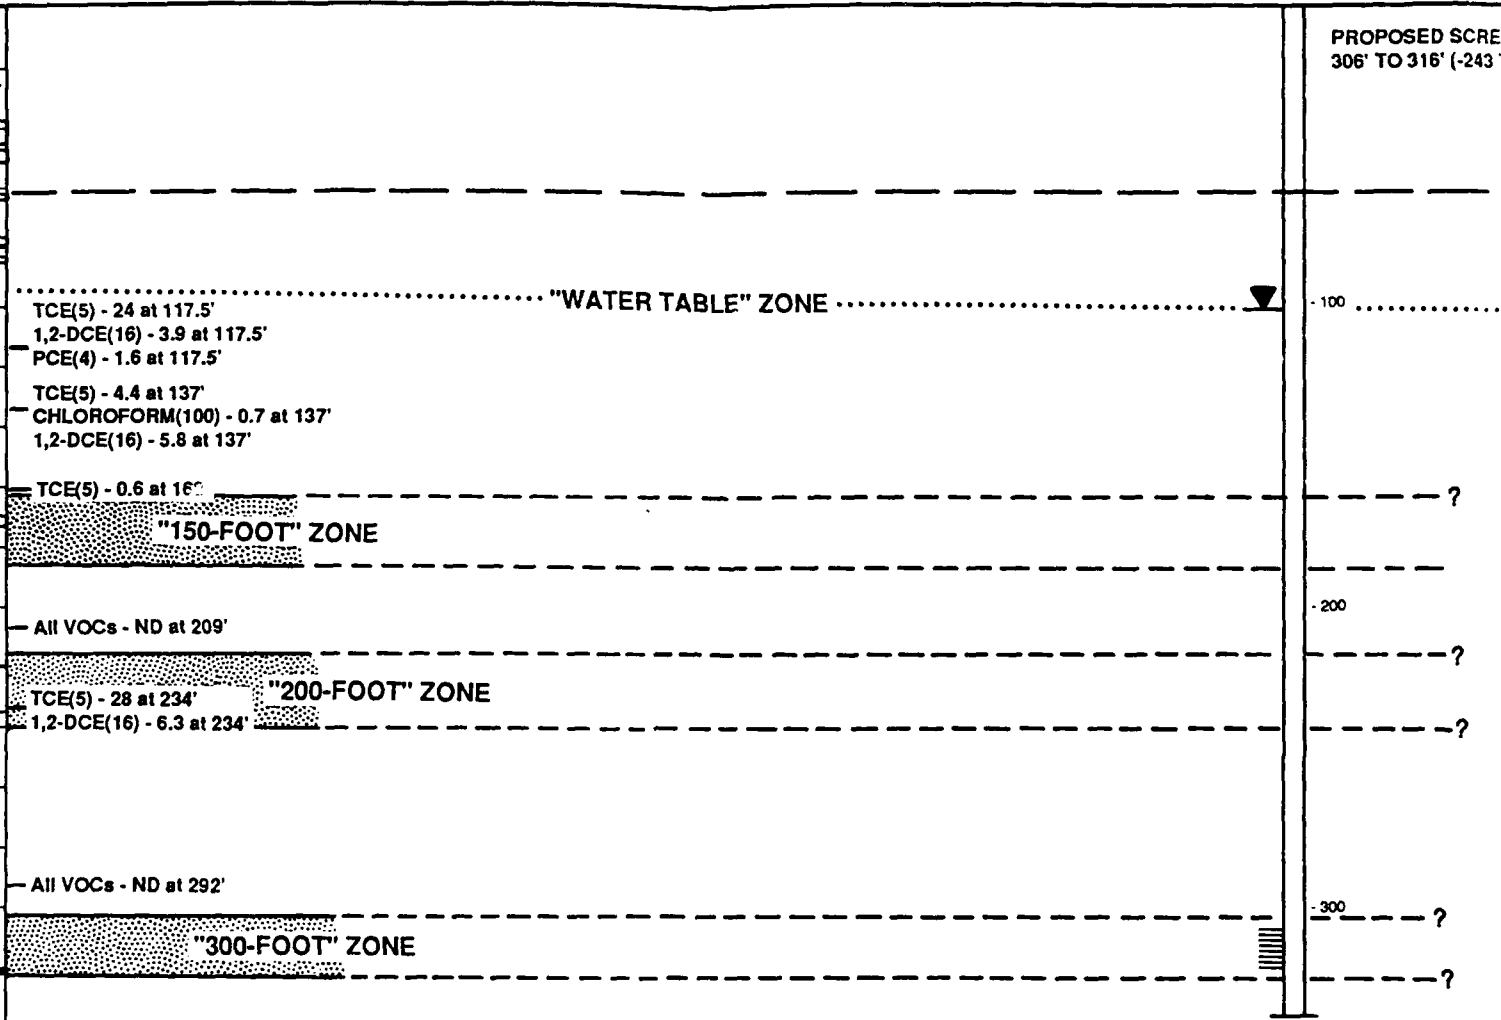 PROPOSED SCRE
306' TO 316' (-243
"WATER TABLE" ZONE
- 100
TCE(5) - 24 at 117.5'
1,2-DCE(16) - 3.9 at 117.5'
PCE(4) - 1.6 at 117.5'
TCE(5) - 4.4 at 137'
CHLOROFORM(100) - 0.7 at 137'
1,2-DCE(16) - 5.8 at 137'
TCE(5) - 0.6 at
?
"150-FOOT" ZONE
- 200
All VOCs - ND at 209'
?
"200-FOOT" ZONE
TCE(5) - 28 at 234'
1,2-DCE(16) - 6.3 at 234'
?
All VOCs - ND at 292'
- 300
?
"300-FOOT" ZONE
?